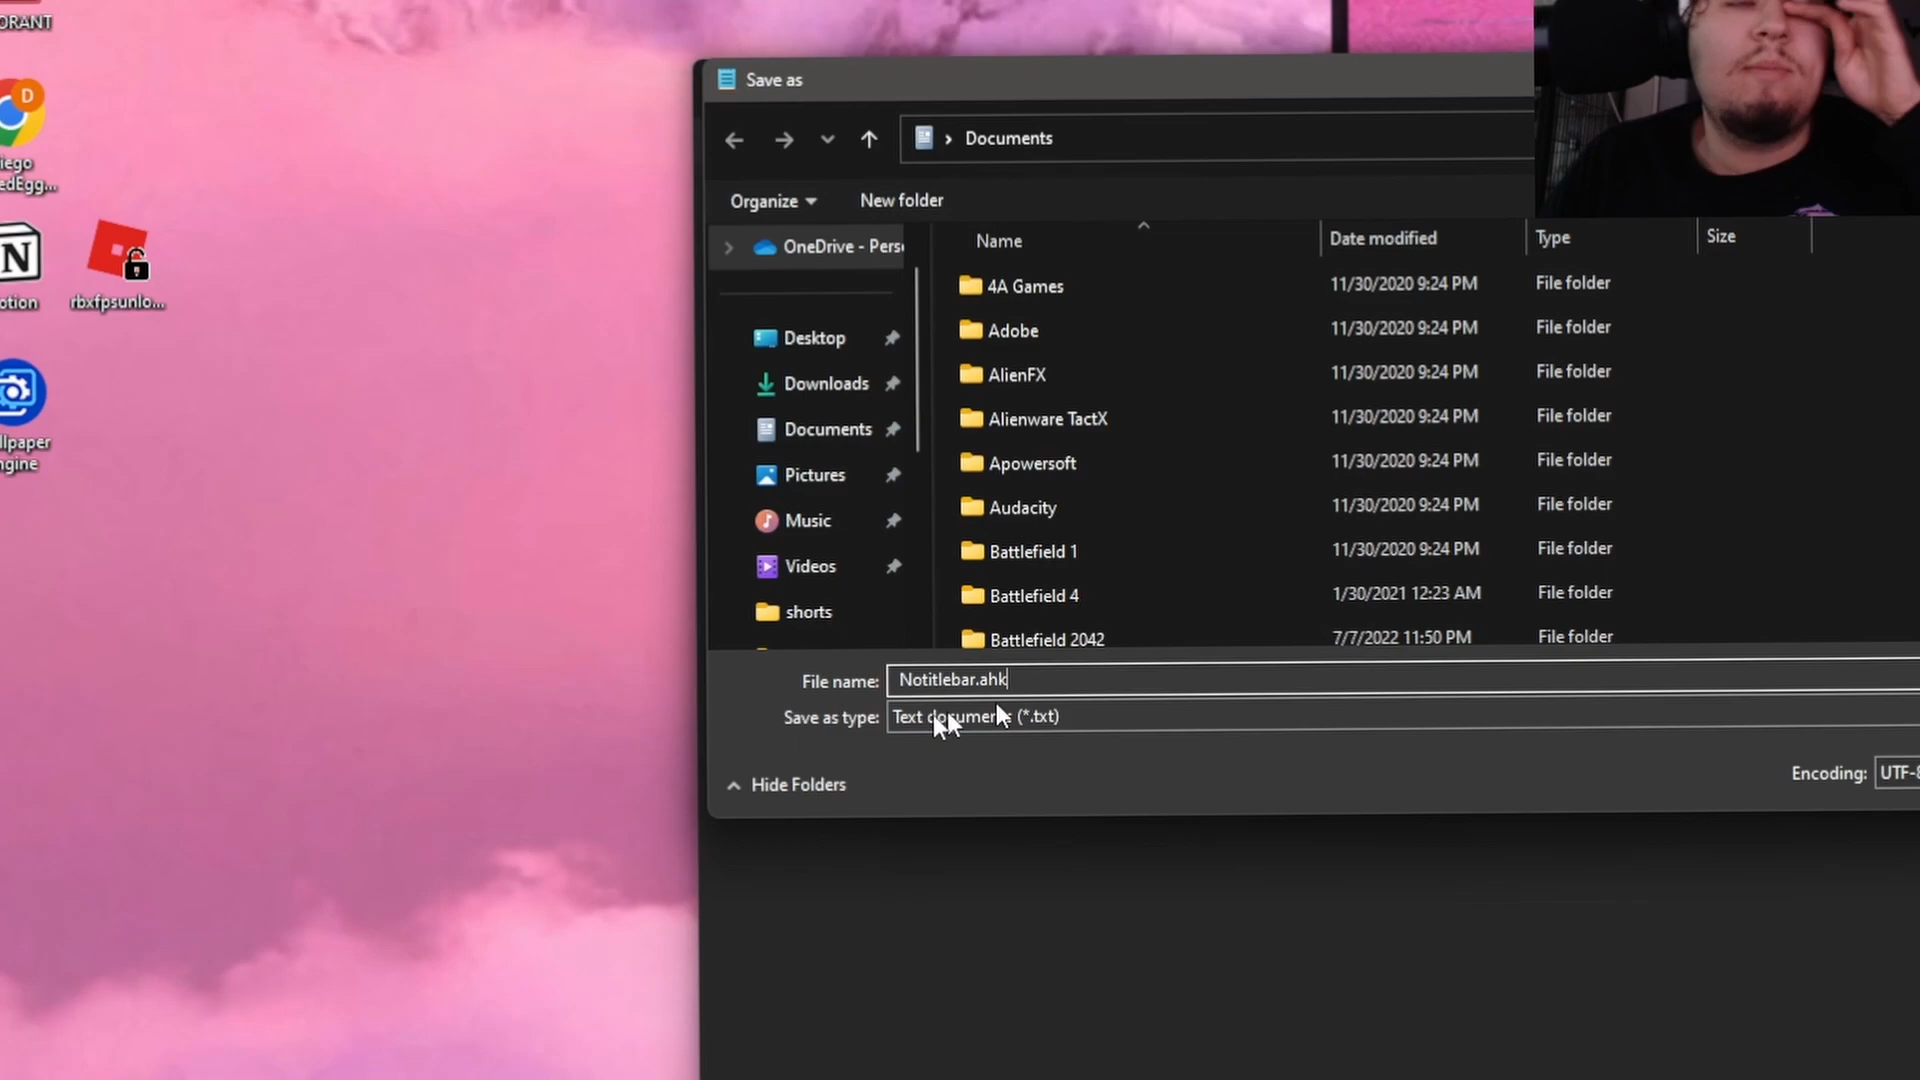 ORANT
D
iego
edEgg...
N
otion
rbxfpsunlo...
llpaper
ngine
Save as
Documents
Organize
New folder
Name
Date modified
Type
Size
OneDrive - Pers
Desktop
Downloads
Documents
Pictures
Music
Videos
shorts
4A Games 11/30/2020 9:24 PM File folder
Adobe 11/30/2020 9:24 PM File folder
AlienFX 11/30/2020 9:24 PM File folder
Alienware TactX 11/30/2020 9:24 PM File folder
Apowersoft 11/30/2020 9:24 PM File folder
Audacity 11/30/2020 9:24 PM File folder
Battlefield 1 11/30/2020 9:24 PM File folder
Battlefield 4 1/30/2021 12:23 AM File folder
Battlefield 2042 7/7/2022 11:50 PM File folder
File name: Notitlebar.ahk
Save as type: Text documents (*.txt)
Hide Folders
Encoding: UTF-8